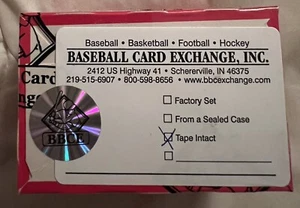 Baseball • Basketball • Football • Hockey
BASEBALL CARD EXCHANGE, INC.
2412 US Highway 41 • Schererville, IN 46375
219-515-6907 • 800-598-8656 • www.bbcexchange.com
Factory Set
From a Sealed Case
Tape Intact
BBCE
Card